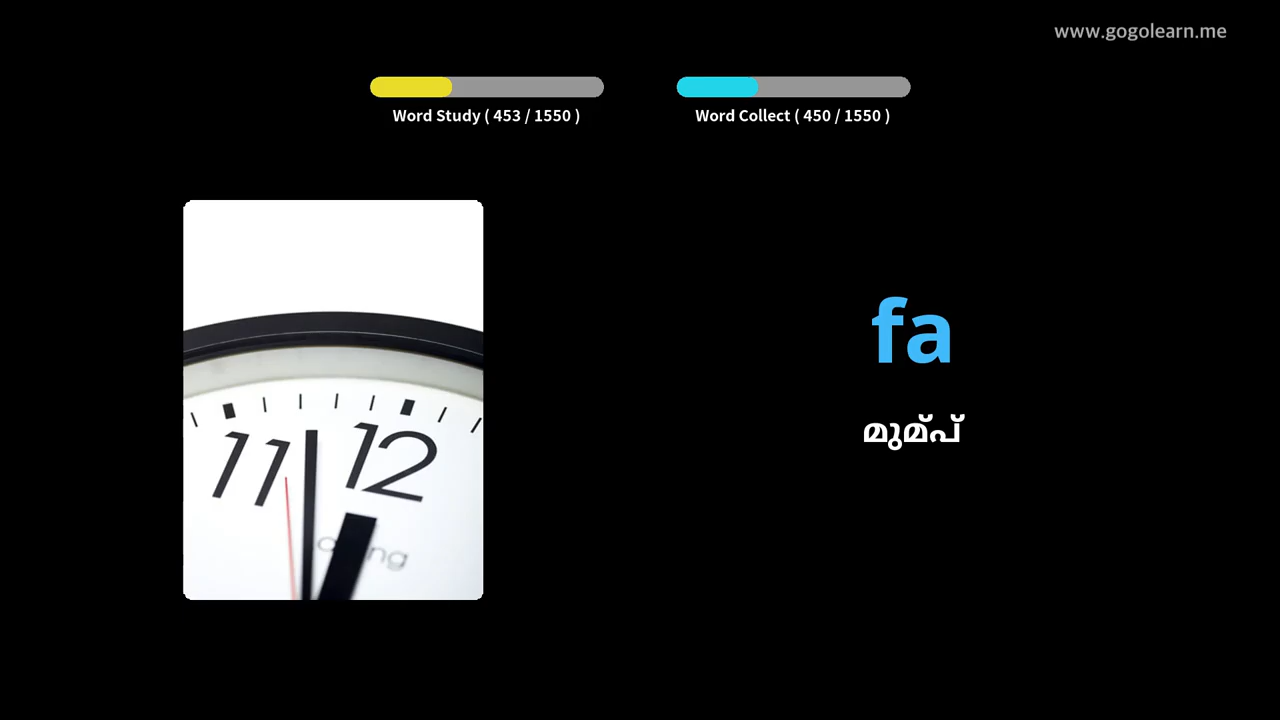 www.gogolearn.me
Word Study ( 453 / 1550 )
Word Collect ( 450 / 1550 )
11
12
fa
മുമ്പ്